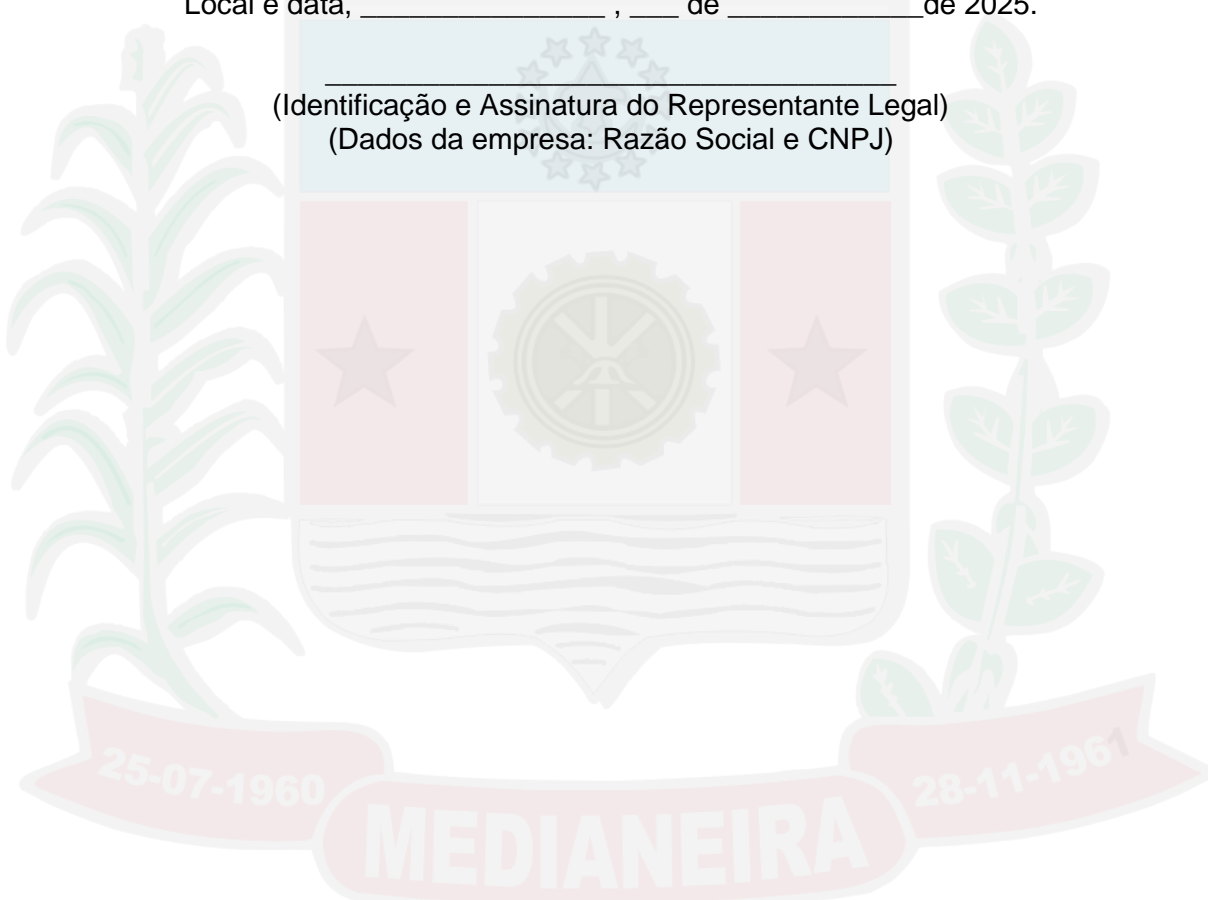 Local e data, _______________ , ___ de ____________de 2025.
___________________________________
(Identificação e Assinatura do Representante Legal)
(Dados da empresa: Razão Social e CNPJ)
25-07-1960
28-11-1961
MEDIANEIRA